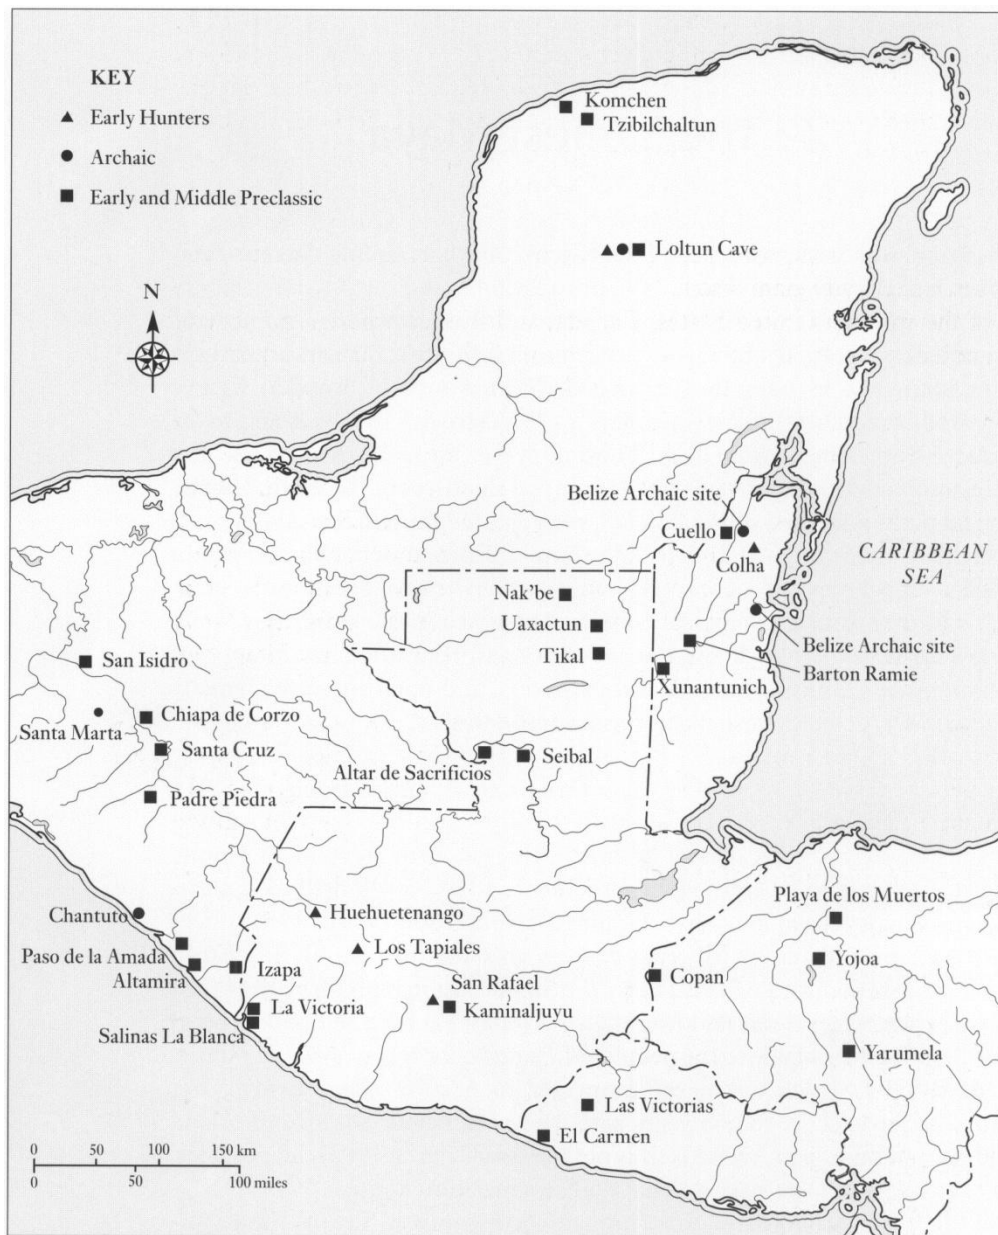 KEY
Early Hunters
Archaic
Early and Middle Preclassic
N
Komchen
Tzibilchaltun
Loltun Cave
Belize Archaic site
Cuello
Colha
CARIBBEAN
SEA
Nak'be
Uaxactun
Tikal
Belize Archaic site
Barton Ramie
Xunantunich
San Isidro
Santa Marta
Chiapa de Corzo
Santa Cruz
Padre Piedra
Altar de Sacrificios
Seibal
Chantuto
Paso de la Amada
Altamira
Izapa
La Victoria
Salinas La Blanca
Huehuetenango
Los Tapiales
San Rafael
Kaminaljuyu
Copan
Playa de los Muertos
Yojoa
Yarumela
Las Victorias
El Carmen
0 50 100 150 km
0 50 100 miles